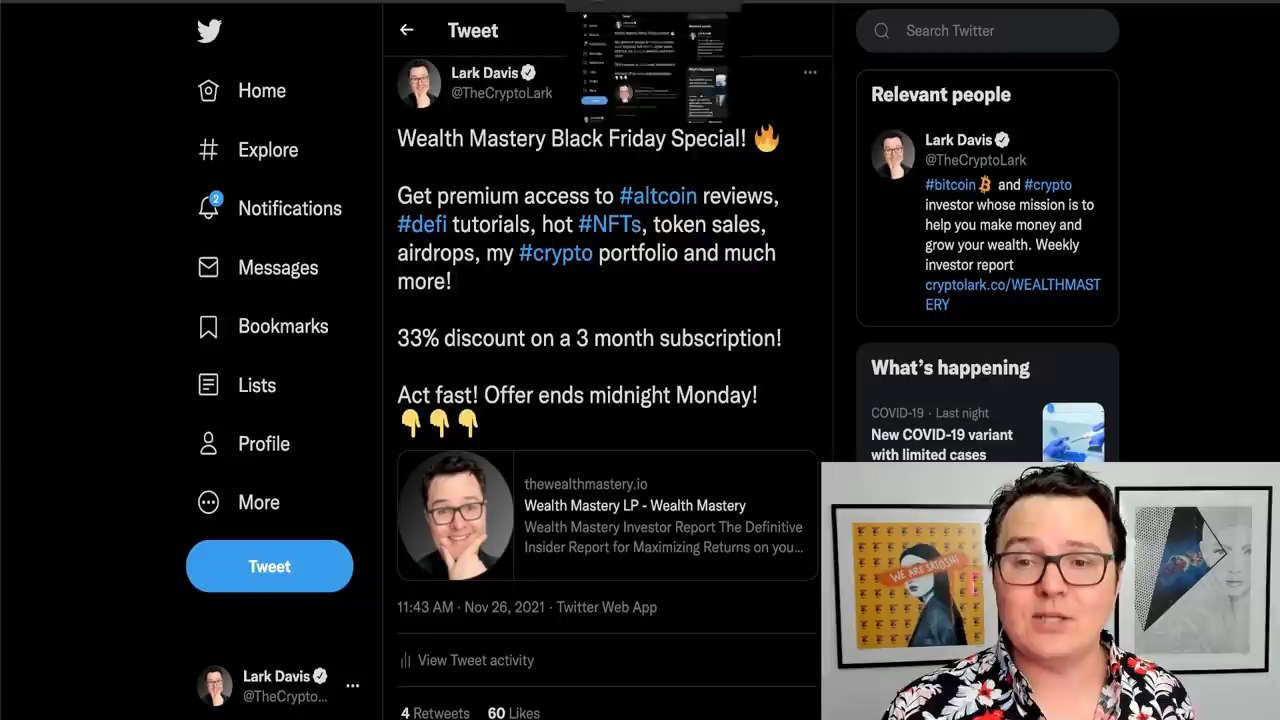 Tweet
Search Twitter
Home
Explore
2
Notifications
Messages
Bookmarks
Lists
Profile
More
Tweet
Lark Davis
@TheCrypto...
Lark Davis
@TheCryptoLark
Wealth Mastery Black Friday Special! 🔥
Get premium access to #altcoin reviews,
#defi tutorials, hot #NFTs, token sales,
airdrops, my #crypto portfolio and much
more!
33% discount on a 3 month subscription!
Act fast! Offer ends midnight Monday!
👇👇👇
thewealthmastery.io
Wealth Mastery LP - Wealth Mastery
Wealth Mastery Investor Report The Definitive
Insider Report for Maximizing Returns on you...
11:43 AM · Nov 26, 2021 · Twitter Web App
View Tweet activity
4 Retweets 60 Likes
Relevant people
Lark Davis
@TheCryptoLark
#bitcoin and #crypto
investor whose mission is to
help you make money and
grow your wealth. Weekly
investor report
cryptolark.co/WEALTHMAST
ERY
What's happening
COVID-19 · Last night
New COVID-19 variant
with limited cases
WE ARE SATOSHI